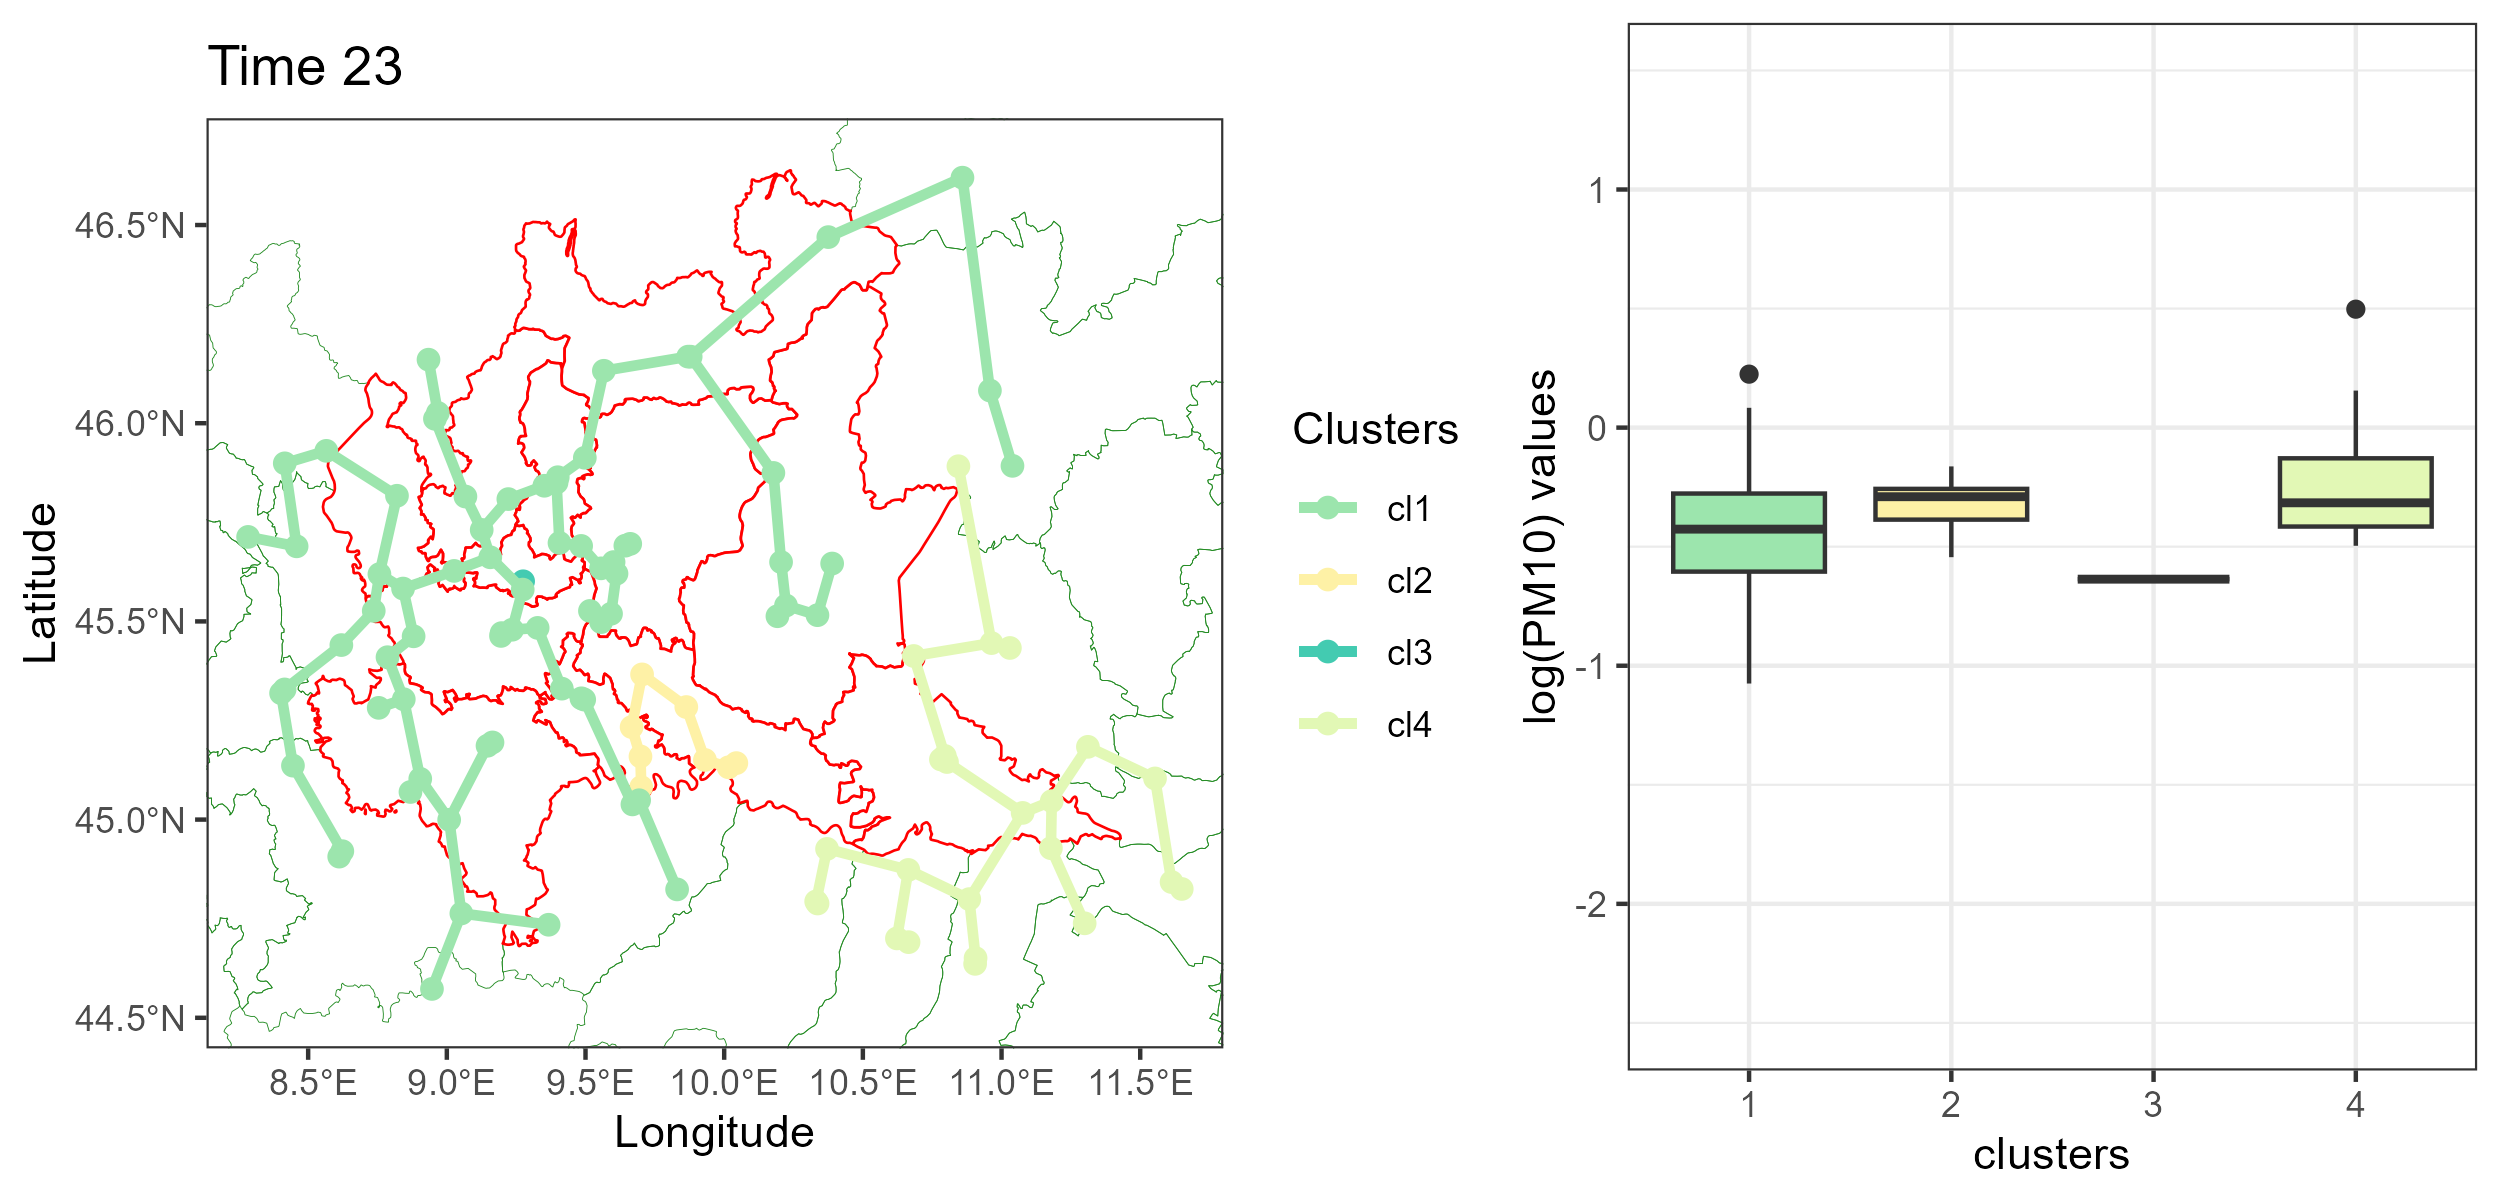 Time 23
46.5°N
46.0°N
45.5°N
45.0°N
44.5°N
Latitude
8.5°E 9.0°E 9.5°E 10.0°E 10.5°E 11.0°E 11.5°E
Longitude
Clusters
cl1
cl2
cl3
cl4
log(PM10) values
1
0
-1
-2
1 2 3 4
clusters